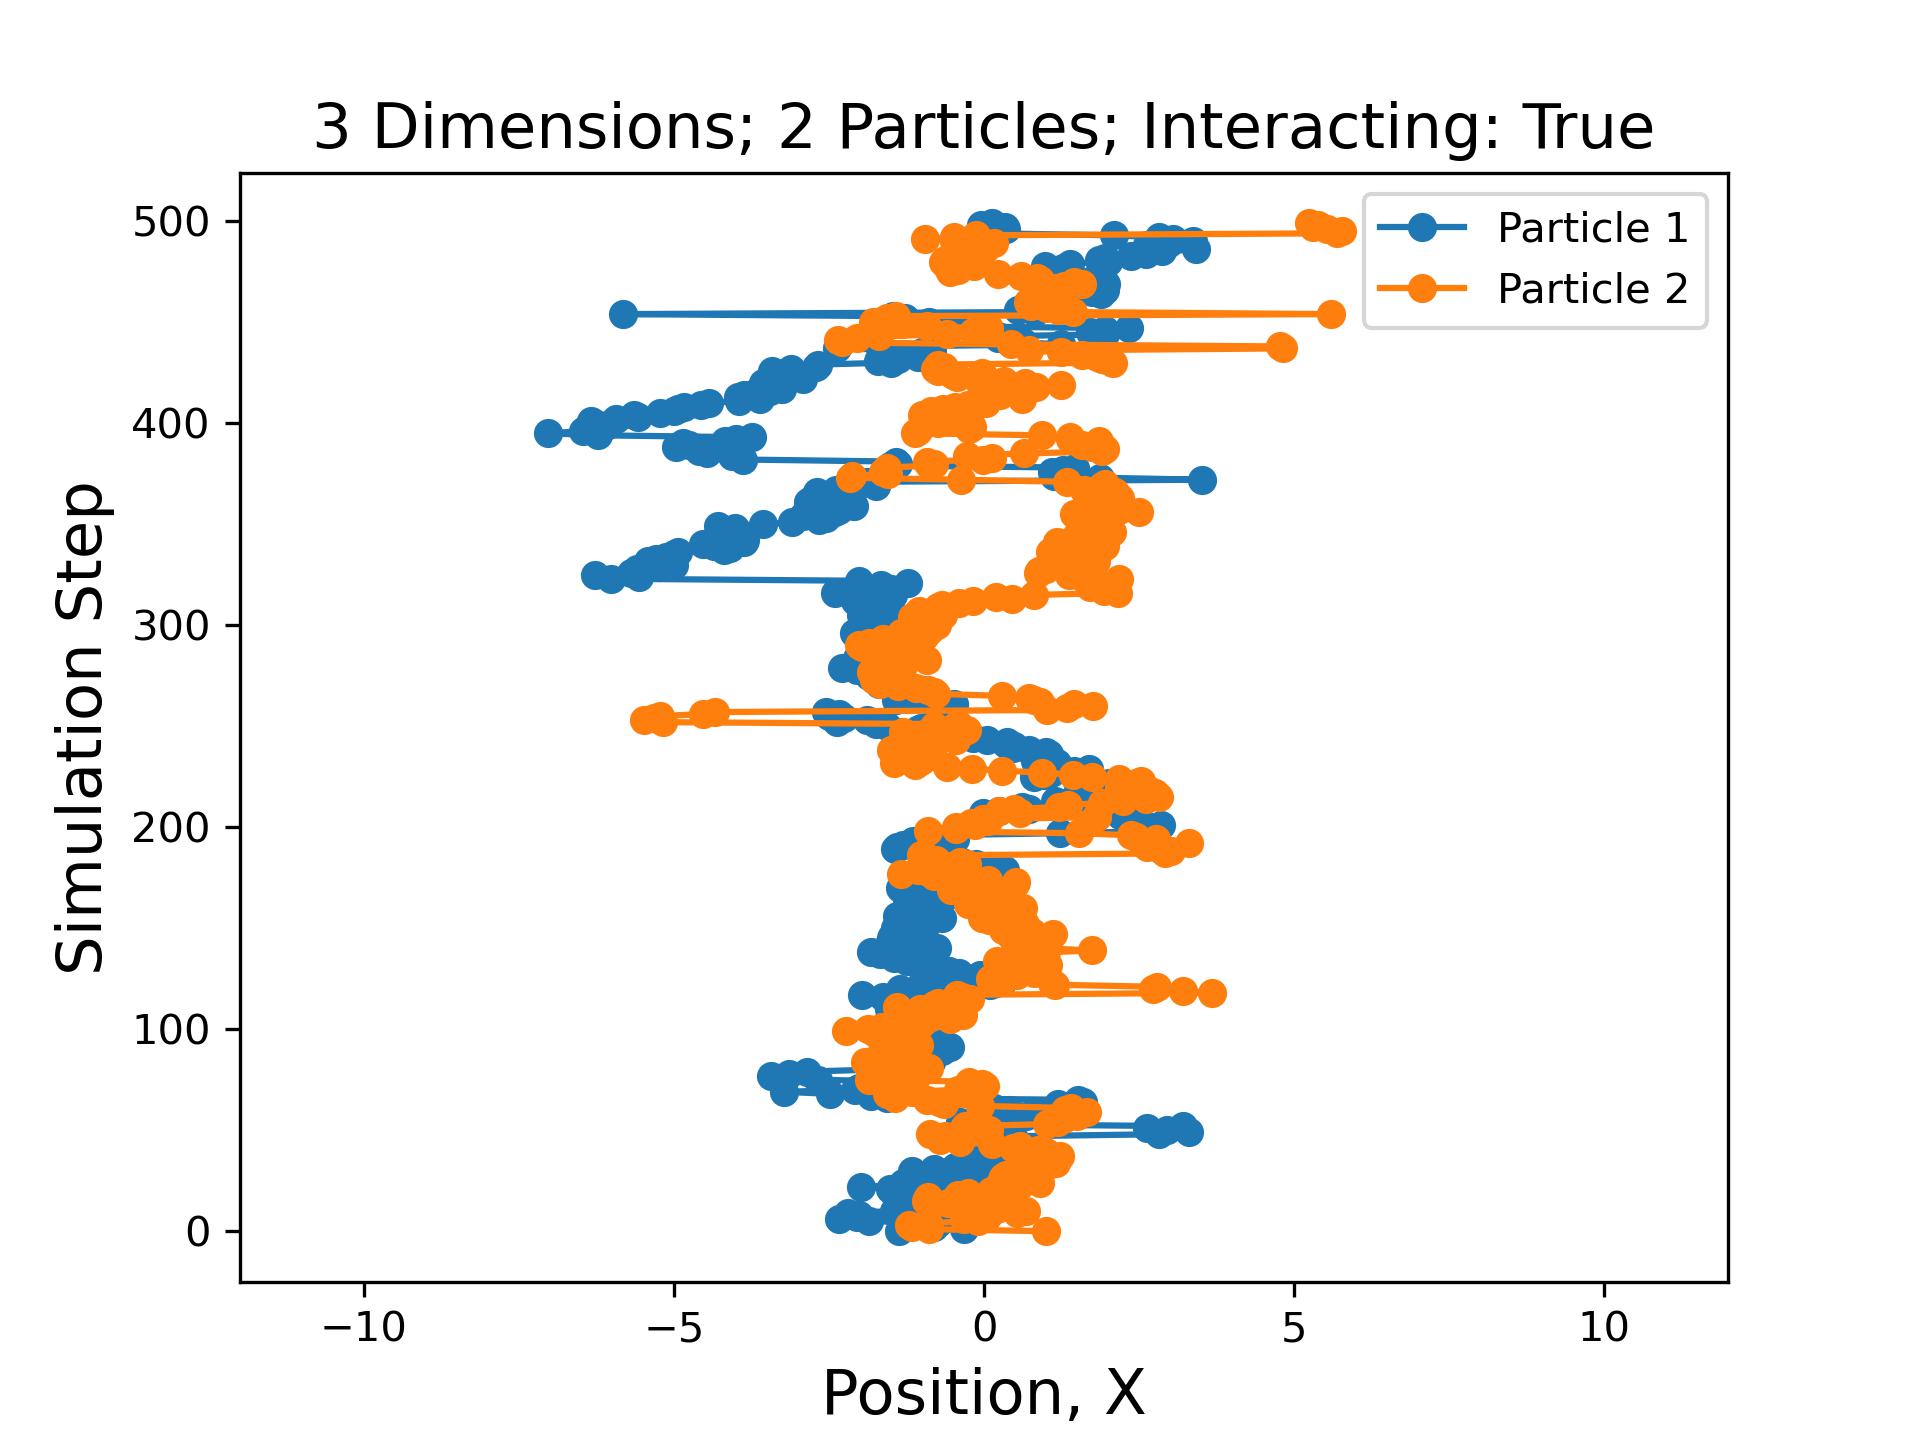 3 Dimensions; 2 Particles; Interacting: True
Particle 1
Particle 2
Simulation Step
500
400
300
200
100
0
−10
−5
0
5
10
Position, X